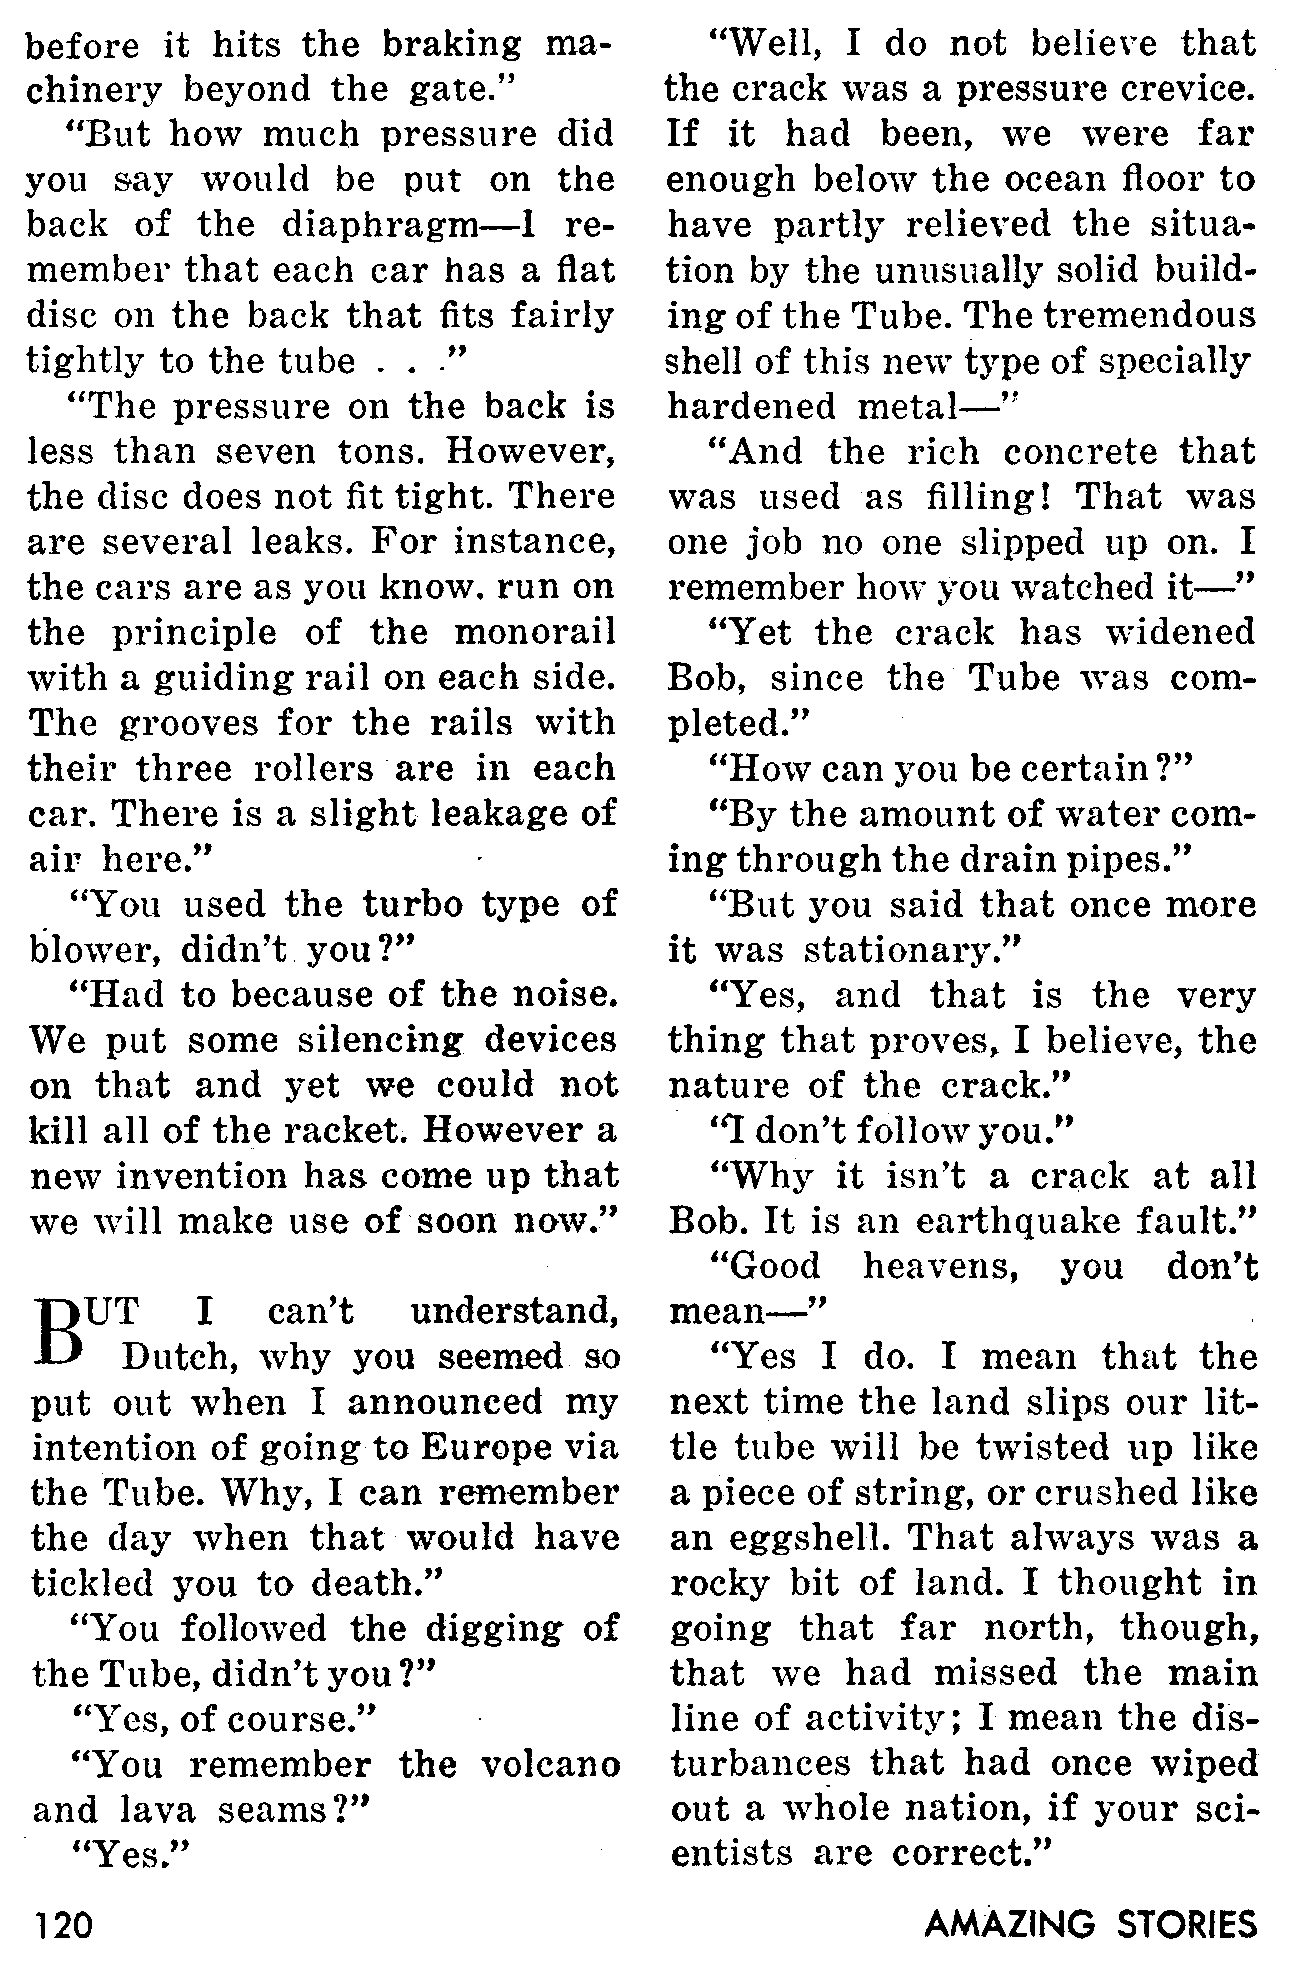 before it hits the braking ma-
chinery beyond the gate."
"But how much pressure did
you say would be put on the
back of the diaphragm—I re-
member that each car has a flat
disc on the back that fits fairly
tightly to the tube . . ."
"The pressure on the back is
less than seven tons. However,
the disc does not fit tight. There
are several leaks. For instance,
the cars are as you know. run on
the principle of the monorail
with a guiding rail on each side.
The grooves for the rails with
their three rollers are in each
car. There is a slight leakage of
air here."
"You used the turbo type of
blower, didn't you?"
"Had to because of the noise.
We put some silencing devices
on that and yet we could not
kill all of the racket. However a
new invention has come up that
we will make use of soon now."
BUT I can't understand,
Dutch, why you seemed so
put out when I announced my
intention of going to Europe via
the Tube. Why, I can remember
the day when that would have
tickled you to death."
"You followed the digging of
the Tube, didn't you?"
"Yes, of course."
"You remember the volcano
and lava seams?"
"Yes."
"Well, I do not believe that
the crack was a pressure crevice.
If it had been, we were far
enough below the ocean floor to
have partly relieved the situa-
tion by the unusually solid build-
ing of the Tube. The tremendous
shell of this new type of specially
hardened metal—"
"And the rich concrete that
was used as filling! That was
one job no one slipped up on. I
remember how you watched it—"
"Yet the crack has widened
Bob, since the Tube was com-
pleted."
"How can you be certain?"
"By the amount of water com-
ing through the drain pipes."
"But you said that once more
it was stationary."
"Yes, and that is the very
thing that proves, I believe, the
nature of the crack."
"I don't follow you."
"Why it isn't a crack at all
Bob. It is an earthquake fault."
"Good heavens, you don't
mean—"
"Yes I do. I mean that the
next time the land slips our lit-
tle tube will be twisted up like
a piece of string, or crushed like
an eggshell. That always was a
rocky bit of land. I thought in
going that far north, though,
that we had missed the main
line of activity; I mean the dis-
turbances that had once wiped
out a whole nation, if your sci-
entists are correct."
120
AMAZING STORIES